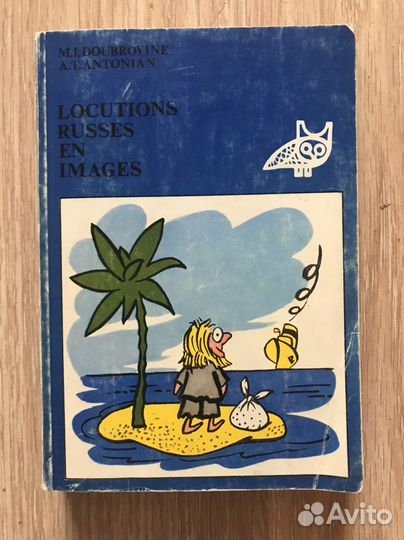 M.I.DOUBROVINE
A.T.ANTONIAN
LOCUTIONS
RUSSES
EN
IMAGES
Avito